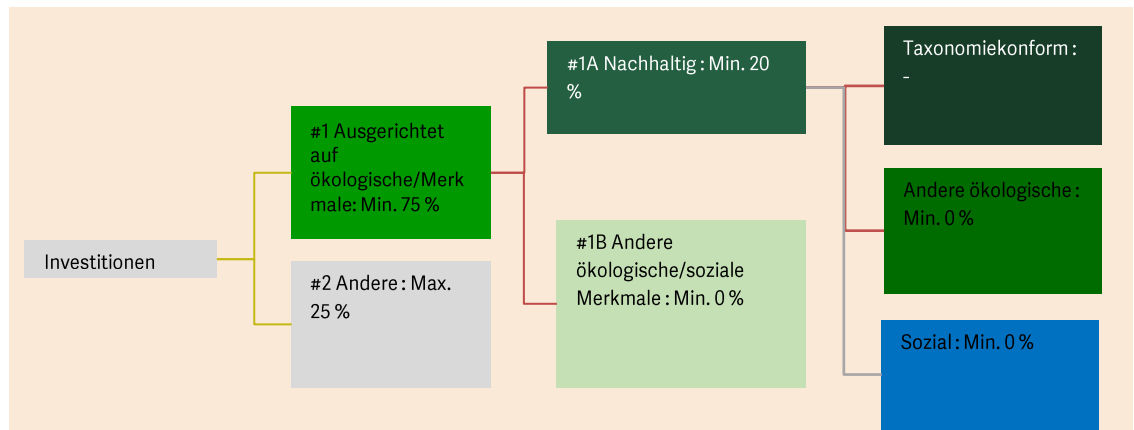 Investitionen
#1 Ausgerichtet
auf
ökologische/Merk
male: Min. 75 %
#2 Andere : Max.
25 %
#1A Nachhaltig : Min. 20
%
#1B Andere
ökologische/soziale
Merkmale : Min. 0 %
Taxonomiekonform :
-
Andere ökologische :
Min. 0 %
Sozial : Min. 0 %